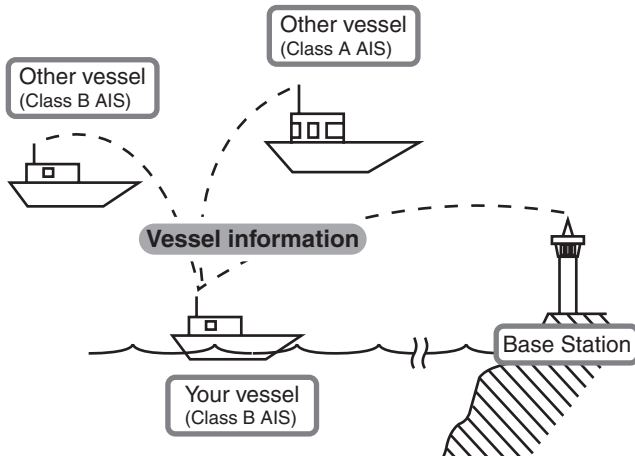 Other vessel
(Class A AIS)
Other vessel
(Class B AIS)
Vessel information
Base Station
Your vessel
(Class B AIS)